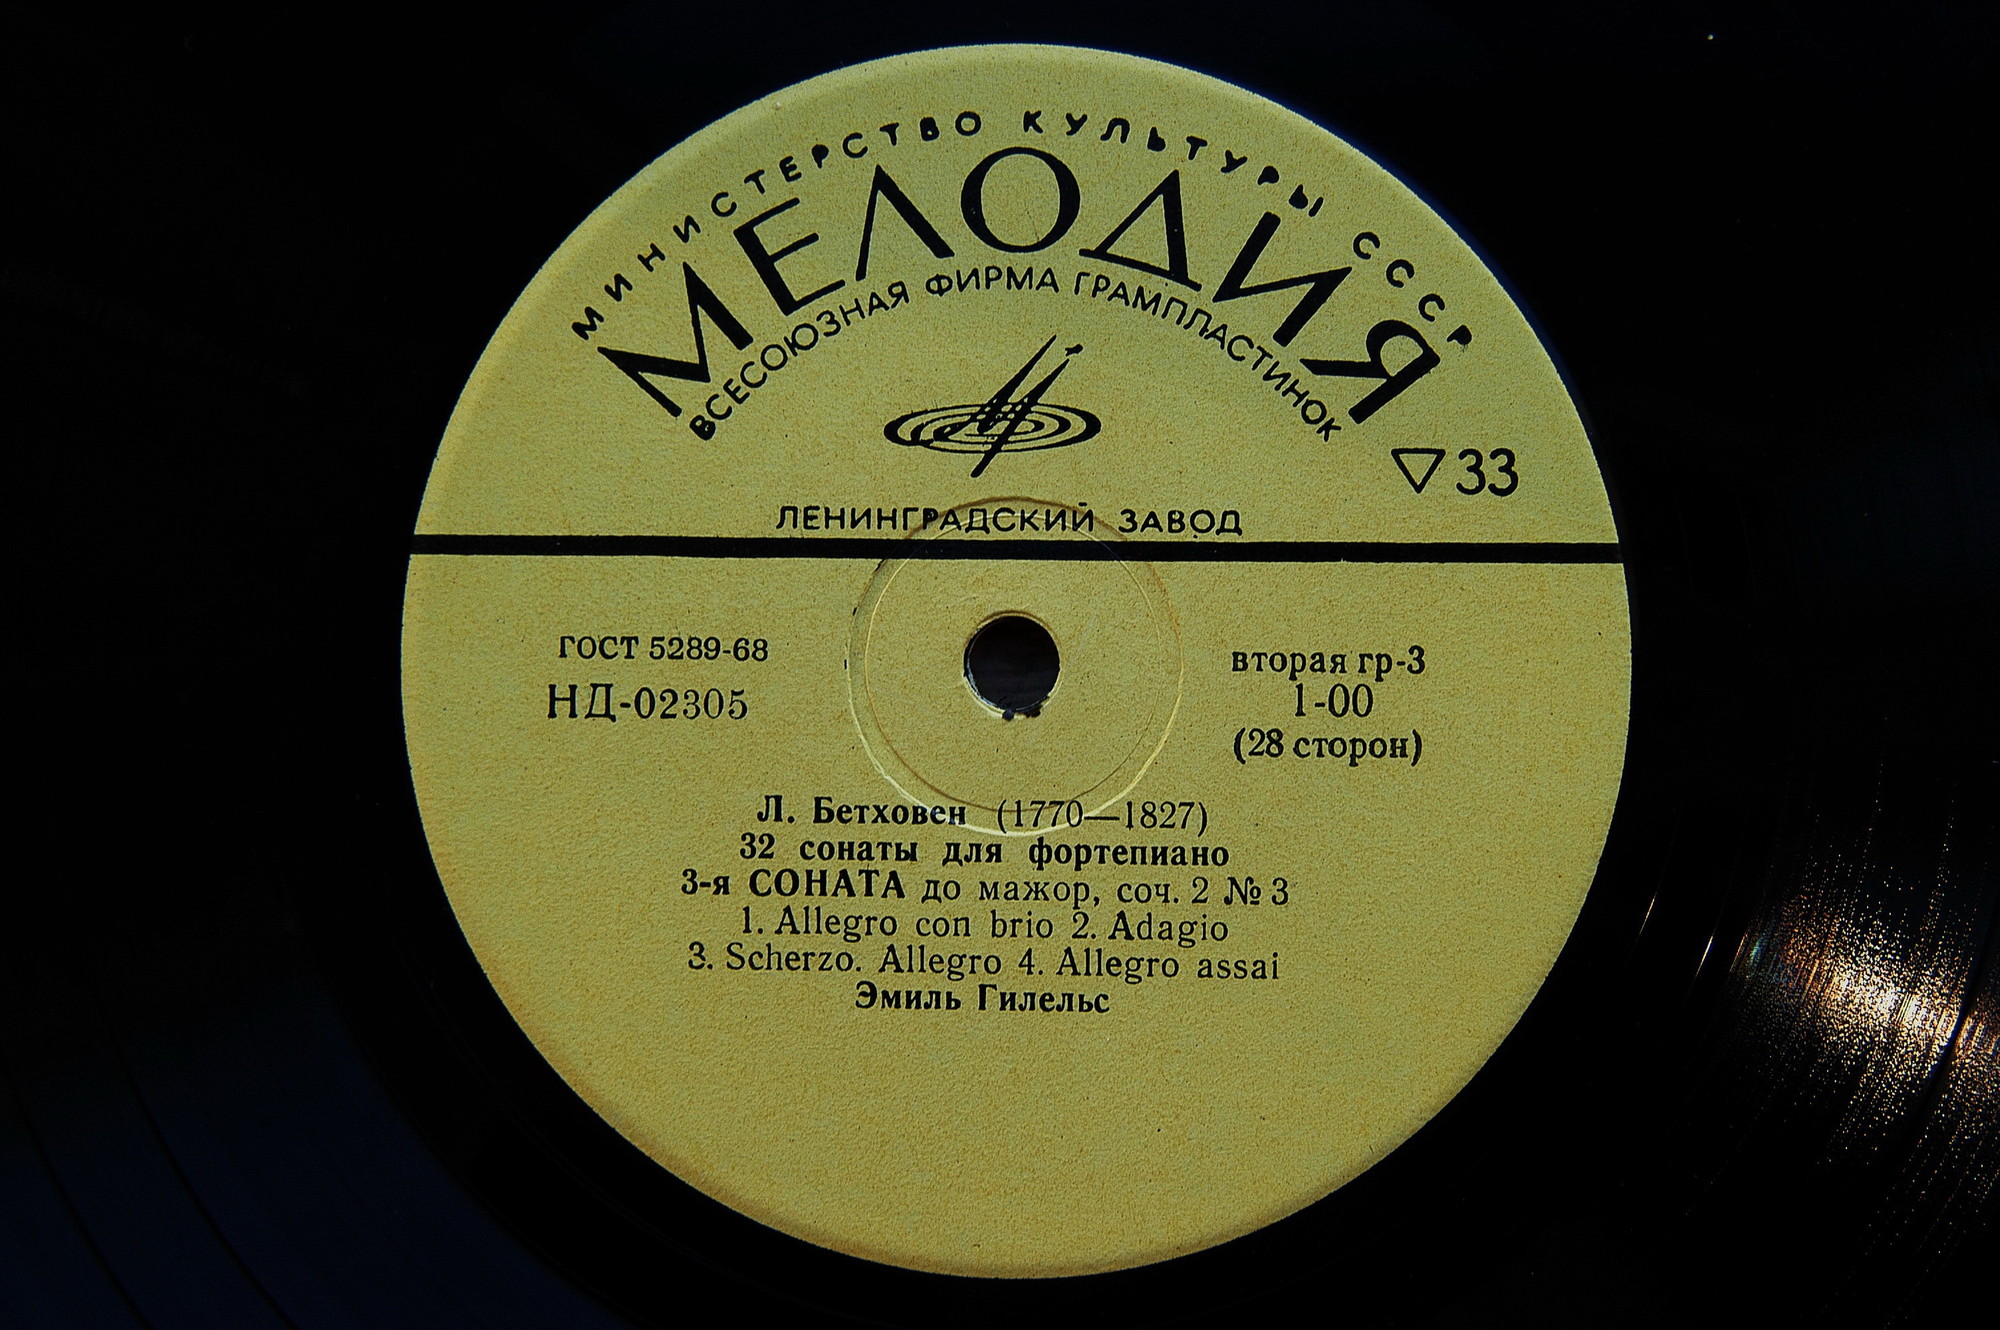 МИНИСТЕРСТВО КУЛЬТУРЫ СССР
МЕЛОДИЯ
ВСЕСОЮЗНАЯ ФИРМА ГРАМПЛАСТИНОК
33
ЛЕНИНГРАДСКИЙ ЗАВОД
ГОСТ 5289-68
НД-02305
вторая гр-3
1-00
(28 сторон)
Л. Бетховен (1770—1827)
32 сонаты для фортепиано
3-я СОНАТА до мажор, соч. 2 № 3
1. Allegro con brio 2. Adagio
3. Scherzo. Allegro 4. Allegro assai
Эмиль Гилельс